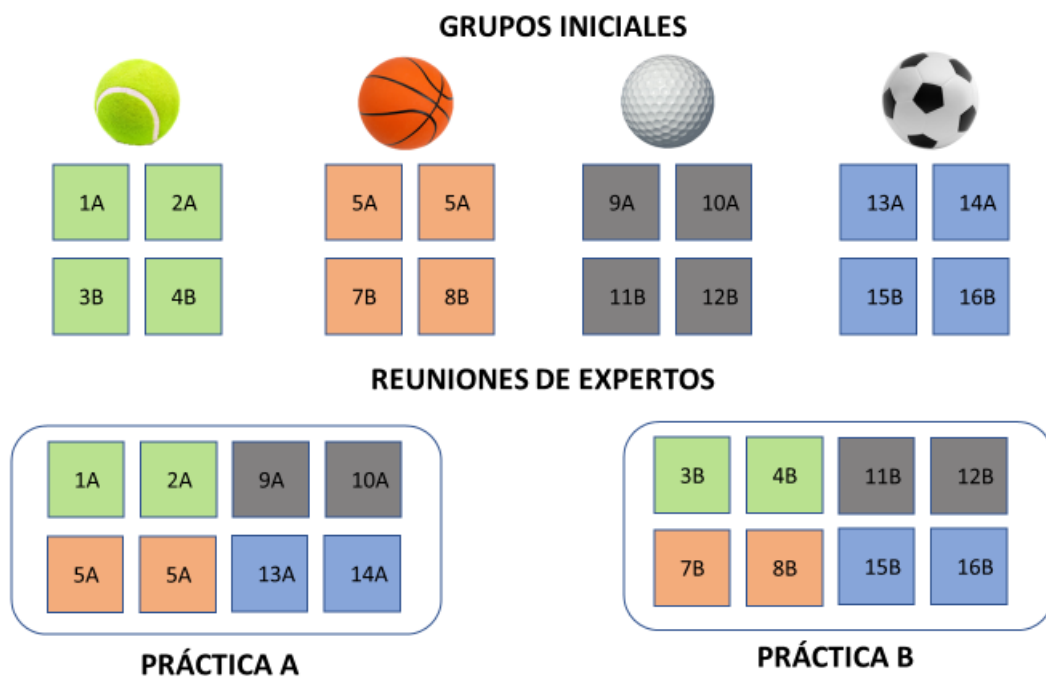 GRUPOS INICIALES
1A 2A 5A 5A 9A 10A 13A 14A
3B 4B 7B 8B 11B 12B 15B 16B
REUNIONES DE EXPERTOS
1A 2A 9A 10A
5A 5A 13A 14A
PRÁCTICA A
3B 4B 11B 12B
7B 8B 15B 16B
PRÁCTICA B